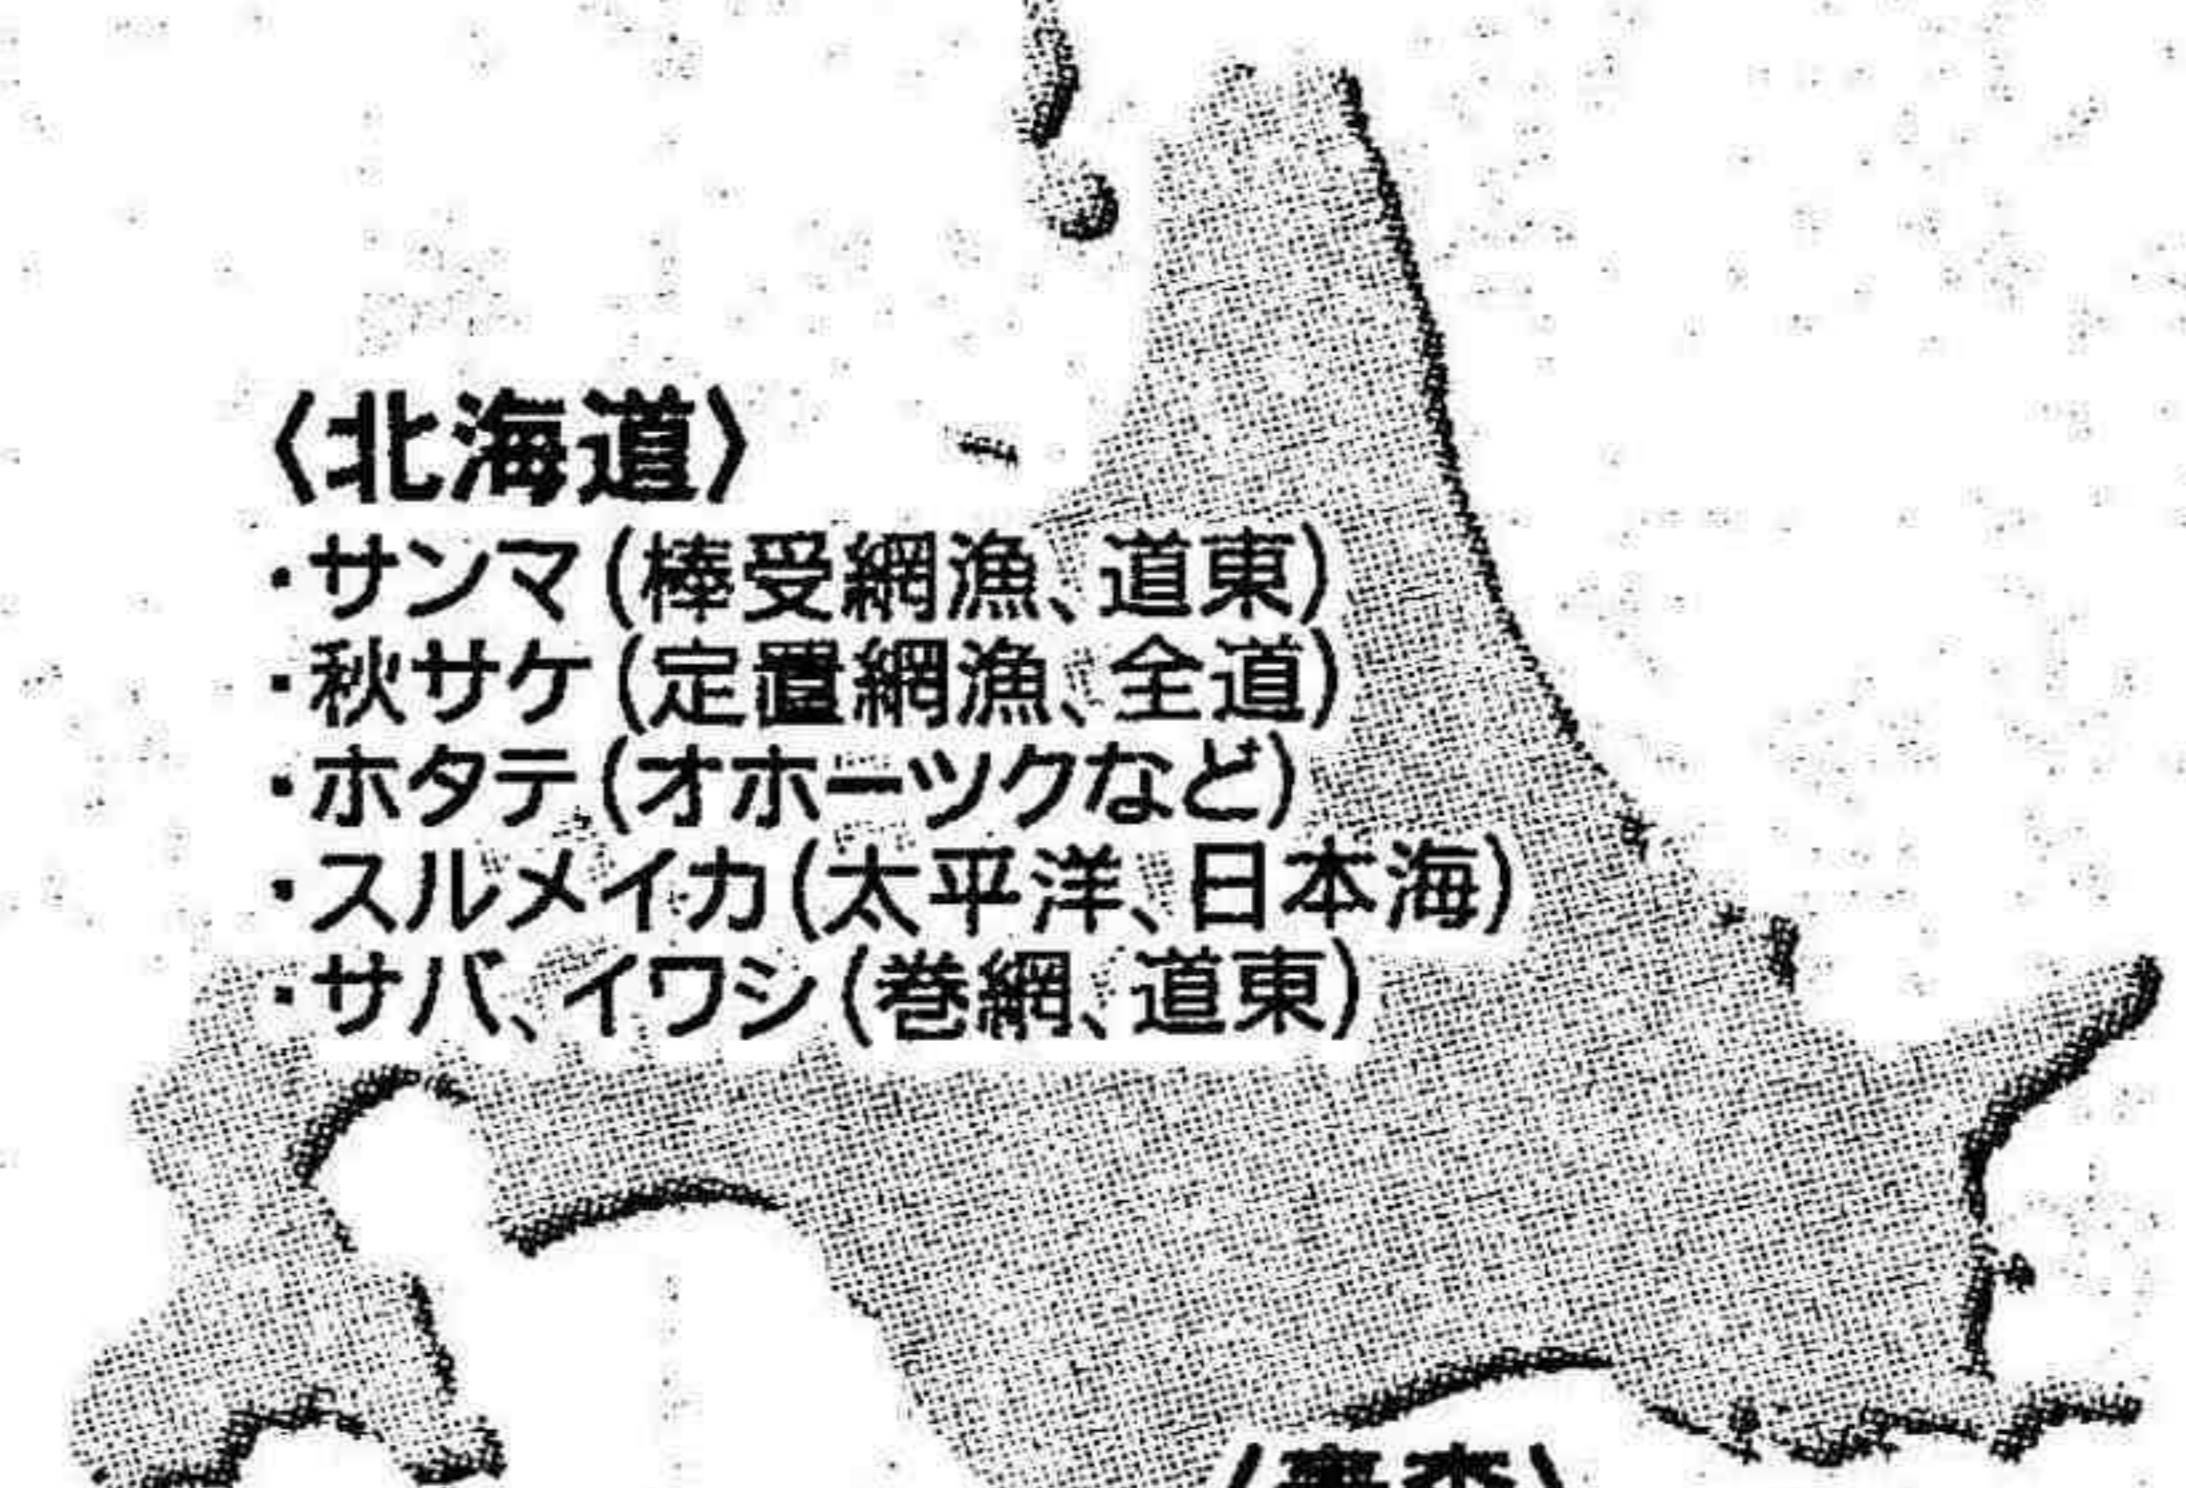 〈北海道〉
・サンマ(棒受網漁、道東)
・秋サケ(定置網漁、全道)
・ホタテ(オホーツクなど)
・スルメイカ(太平洋、日本海)
・サバ、イワシ(巻網、道東)